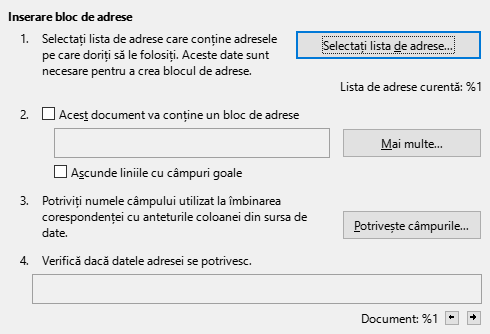 Inserare bloc de adrese
1. Selectați lista de adrese care conține adresele
pe care doriți să le folosiți. Aceste date sunt
necesare pentru a crea blocul de adrese.
Selectați lista de adrese...
Lista de adrese curentă: %1
2. Acest document va conține un bloc de adrese
Mai multe...
Ascunde liniile cu câmpuri goale
3. Potriviți numele câmpului utilizat la îmbinarea
corespondenței cu anteturile coloanei din sursa de
date.
Potrivește câmpurile...
4. Verifică dacă datele adresei se potrivesc.
Document: %1